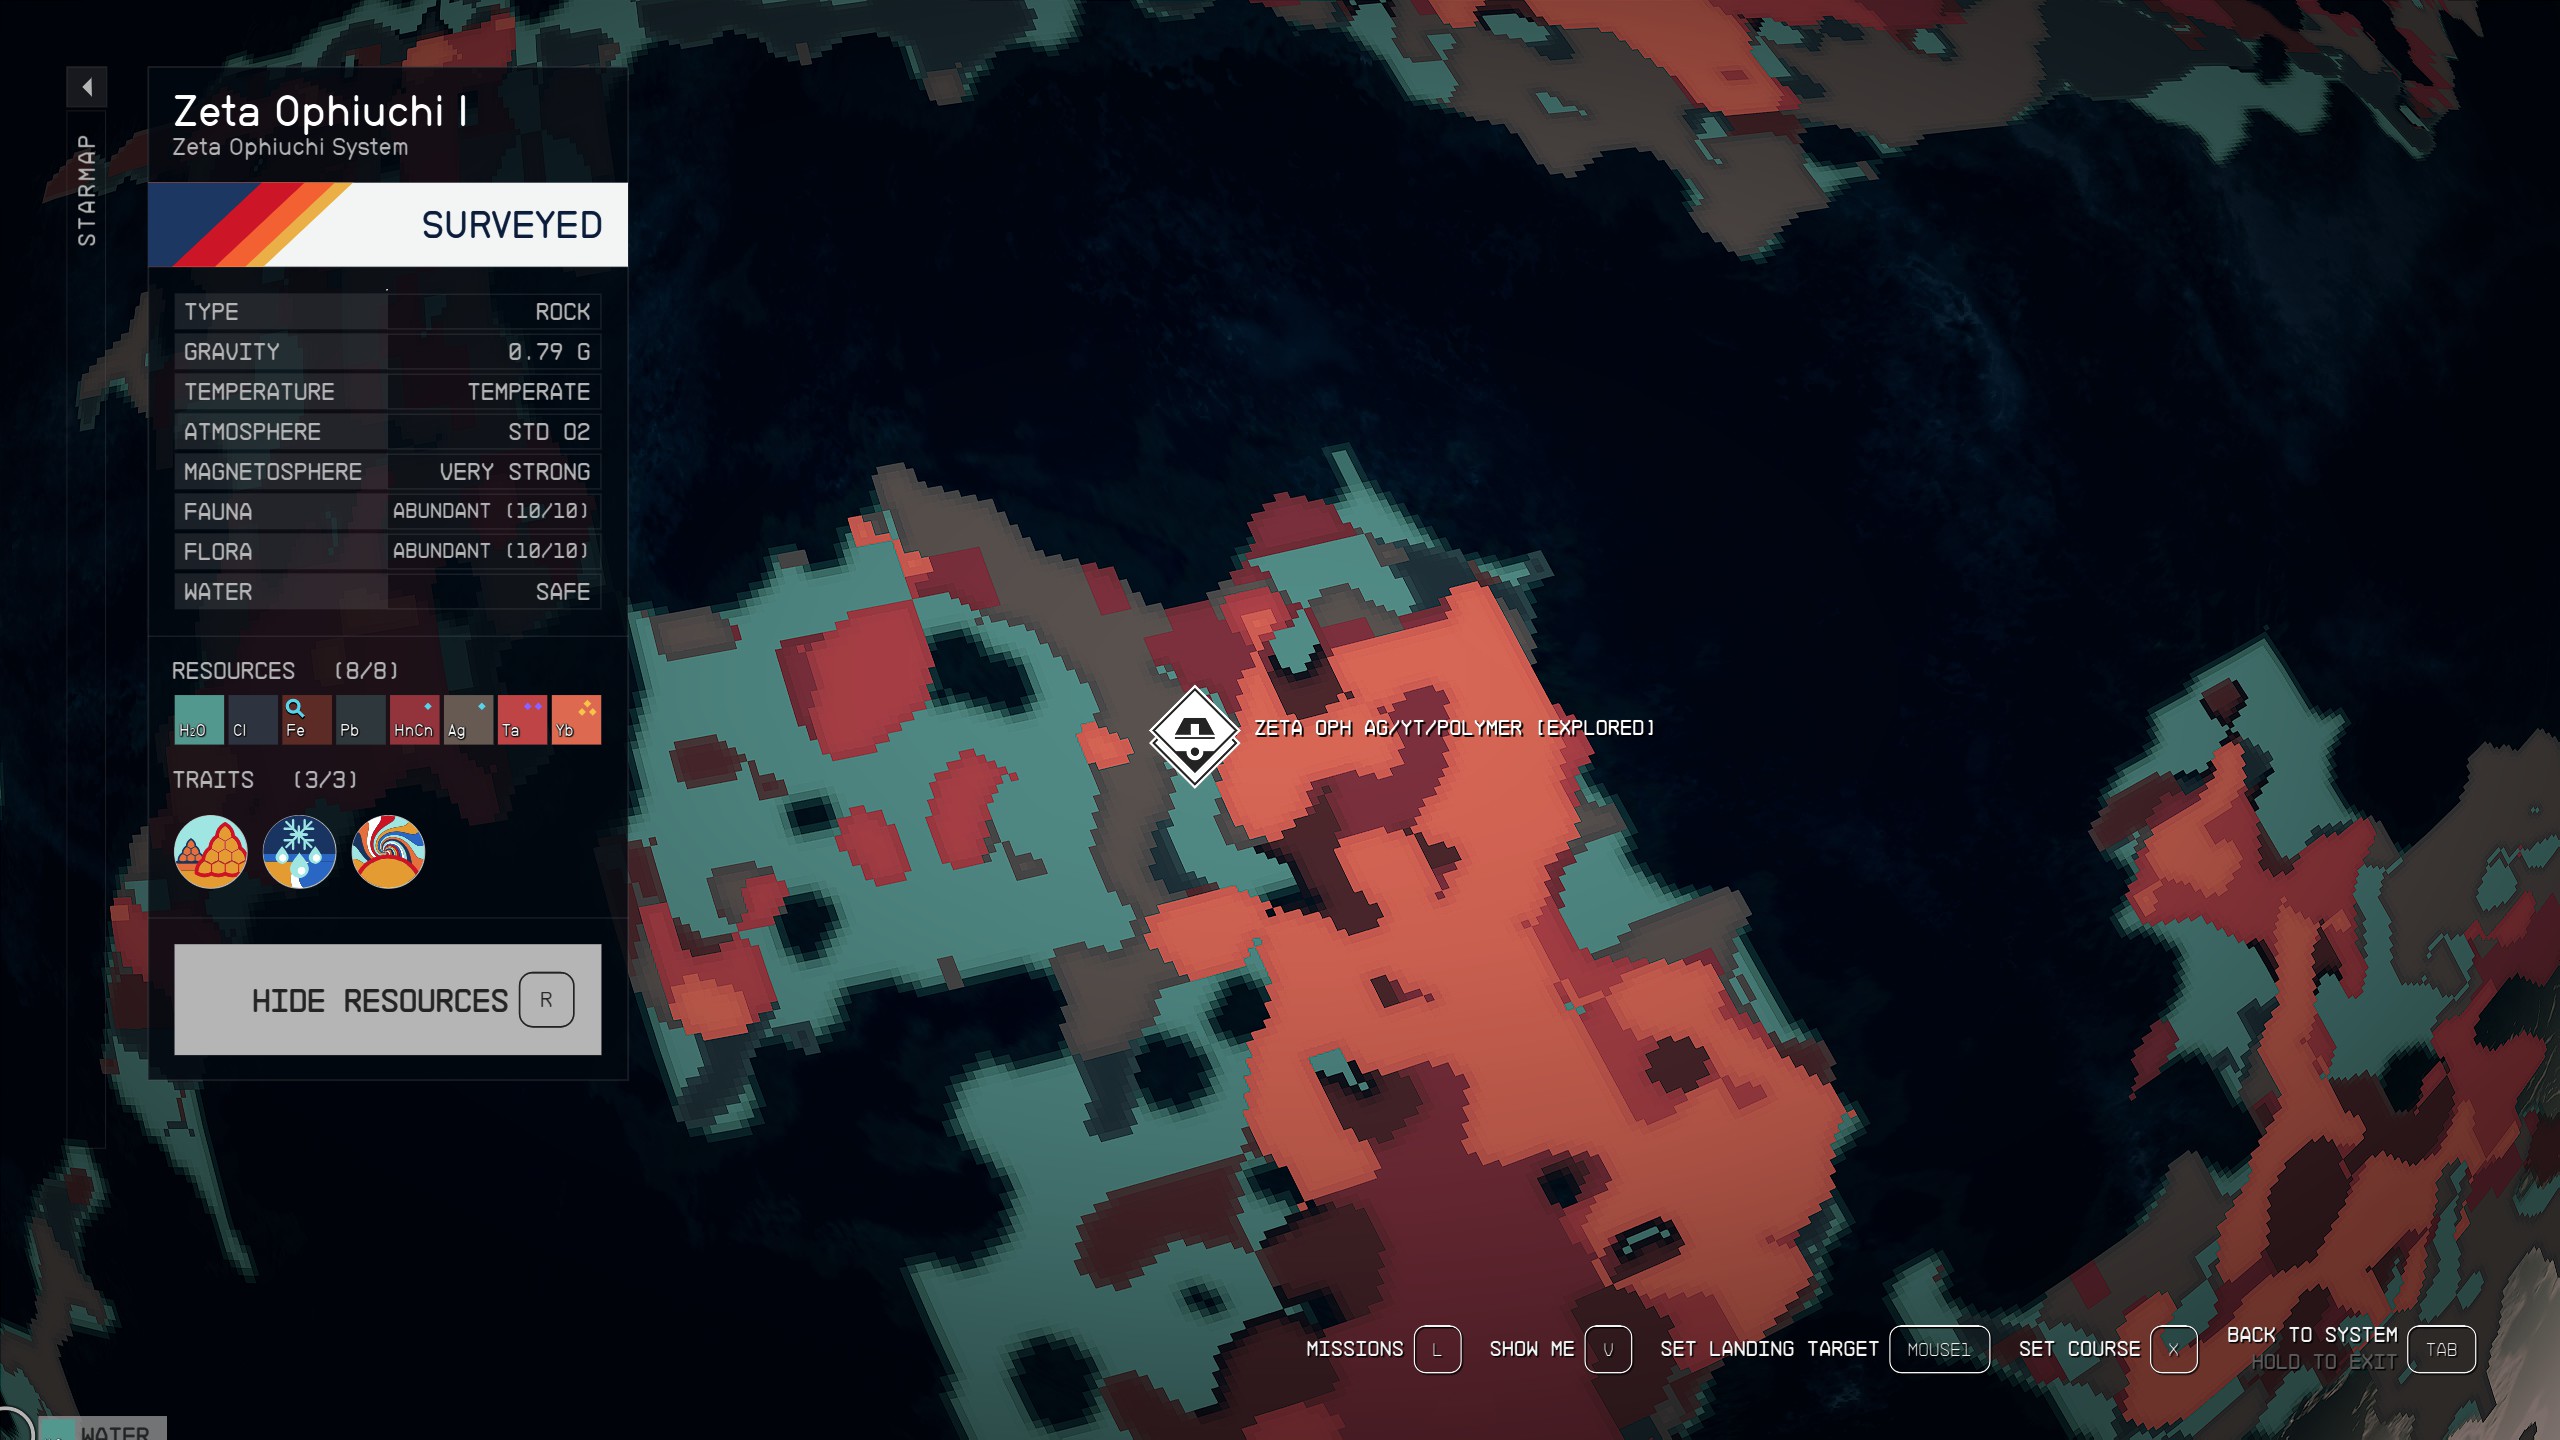 STARMAP
Zeta Ophiuchi I
Zeta Ophiuchi System
SURVEYED
TYPE ROCK
GRAVITY 0.79 G
TEMPERATURE TEMPERATE
ATMOSPHERE STD O2
MAGNETOSPHERE VERY STRONG
FAUNA ABUNDANT (10/10)
FLORA ABUNDANT (10/10)
WATER SAFE
RESOURCES (8/8)
H2O Cl Fe Pb HnCn Ag Ta Yb
TRAITS (3/3)
HIDE RESOURCES R
ZETA OPH AG/YT/POLYMER [EXPLORED]
MISSIONS L SHOW ME V SET LANDING TARGET MOUSE1 SET COURSE X BACK TO SYSTEM TAB
HOLD TO EXIT
WATER